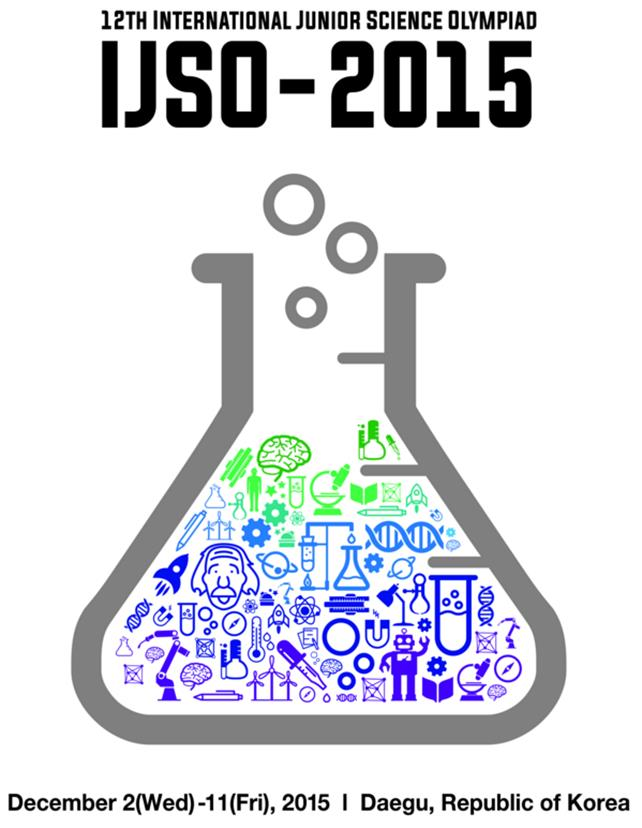 12th International Junior Science Olympiad
IJSO-2015
December 2(Wed)-11(Fri), 2015 | Daegu, Republic of Korea